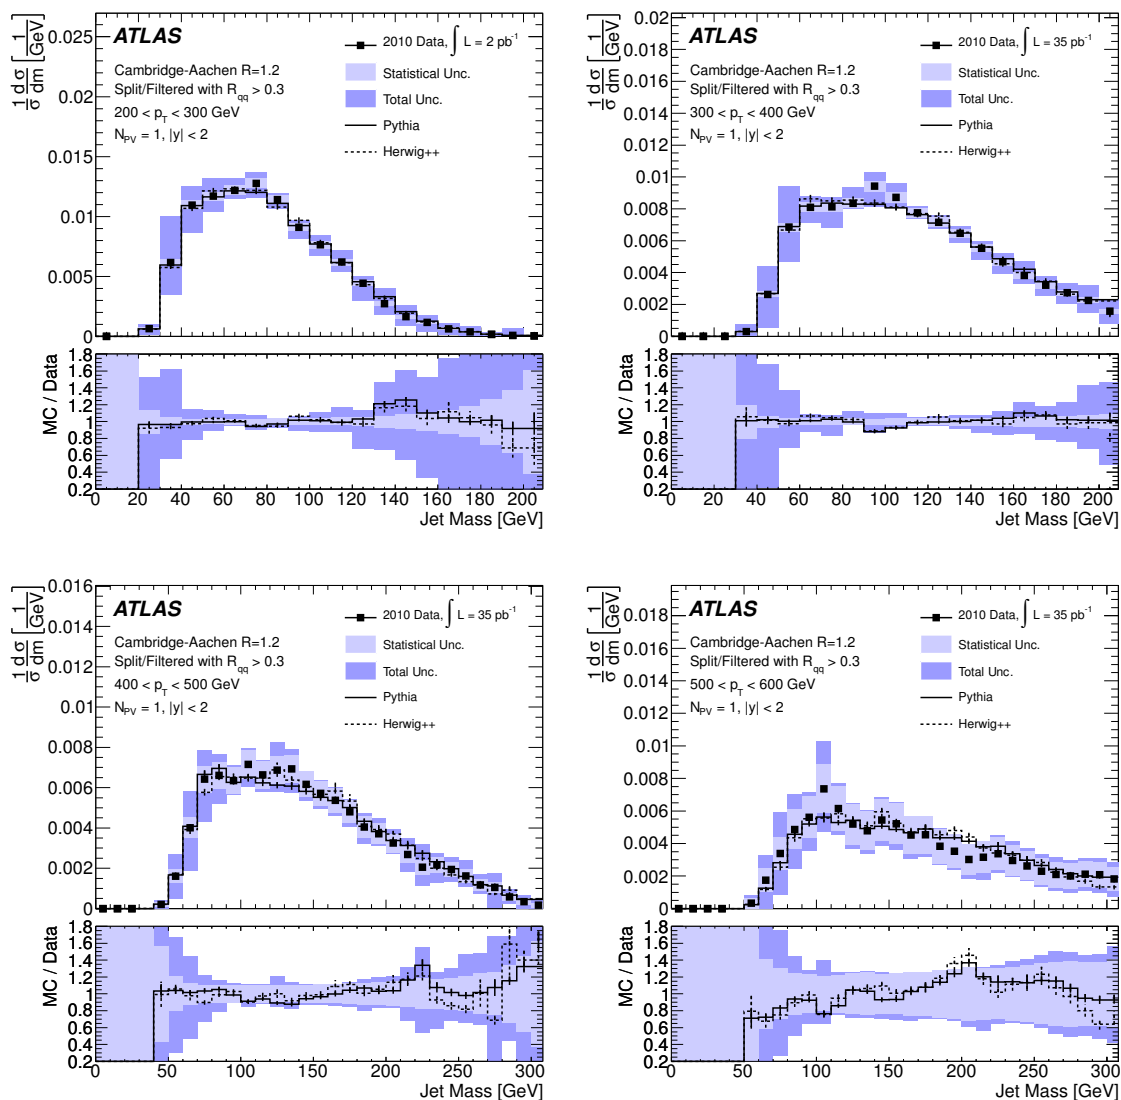 ATLAS
2010 Data, ∫ L = 2 pb⁻¹
Statistical Unc.
Total Unc.
Pythia
Herwig++
Cambridge-Aachen R=1.2
Split/Filtered with R_qq > 0.3
200 < p_T < 300 GeV
N_PV = 1, |y| < 2
1/σ dσ/dm [1/GeV]
0.025
0.02
0.015
0.01
0.005
0
MC / Data
1.8
1.6
1.4
1.2
1
0.8
0.6
0.4
0.2
0 20 40 60 80 100 120 140 160 180 200
Jet Mass [GeV]
ATLAS
2010 Data, ∫ L = 35 pb⁻¹
Statistical Unc.
Total Unc.
Pythia
Herwig++
Cambridge-Aachen R=1.2
Split/Filtered with R_qq > 0.3
300 < p_T < 400 GeV
N_PV = 1, |y| < 2
1/σ dσ/dm [1/GeV]
0.02
0.018
0.016
0.014
0.012
0.01
0.008
0.006
0.004
0.002
0
MC / Data
1.8
1.6
1.4
1.2
1
0.8
0.6
0.4
0.2
0 20 40 60 80 100 120 140 160 180 200
Jet Mass [GeV]
ATLAS
2010 Data, ∫ L = 35 pb⁻¹
Statistical Unc.
Total Unc.
Pythia
Herwig++
Cambridge-Aachen R=1.2
Split/Filtered with R_qq > 0.3
400 < p_T < 500 GeV
N_PV = 1, |y| < 2
1/σ dσ/dm [1/GeV]
0.016
0.014
0.012
0.01
0.008
0.006
0.004
0.002
0
MC / Data
1.8
1.6
1.4
1.2
1
0.8
0.6
0.4
0.2
0 50 100 150 200 250 300
Jet Mass [GeV]
ATLAS
2010 Data, ∫ L = 35 pb⁻¹
Statistical Unc.
Total Unc.
Pythia
Herwig++
Cambridge-Aachen R=1.2
Split/Filtered with R_qq > 0.3
500 < p_T < 600 GeV
N_PV = 1, |y| < 2
1/σ dσ/dm [1/GeV]
0.018
0.016
0.014
0.012
0.01
0.008
0.006
0.004
0.002
0
MC / Data
1.8
1.6
1.4
1.2
1
0.8
0.6
0.4
0.2
0 50 100 150 200 250 300
Jet Mass [GeV]